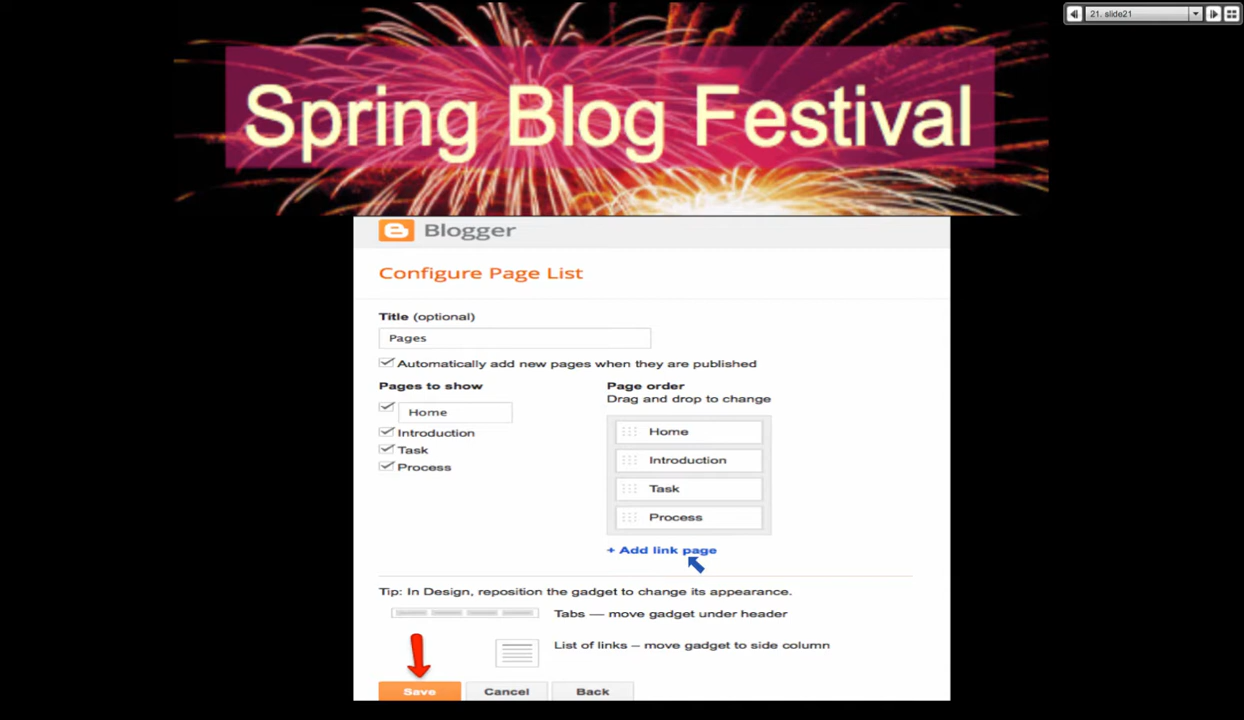 21. slide21
Spring Blog Festival
Blogger
Configure Page List
Title (optional)
Pages
Automatically add new pages when they are published
Pages to show
Home
Introduction
Task
Process
Page order
Drag and drop to change
Home
Introduction
Task
Process
+ Add link page
Tip: In Design, reposition the gadget to change its appearance.
Tabs — move gadget under header
List of links – move gadget to side column
Save Cancel Back